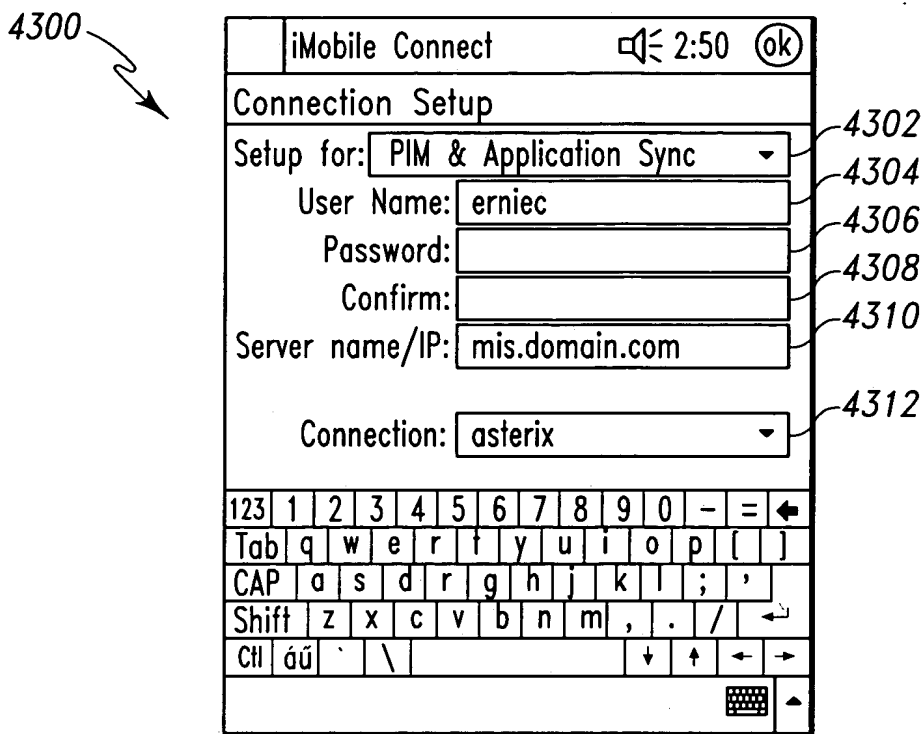 4300
iMobile Connect 2:50 ok
Connection Setup
Setup for: PIM & Application Sync 4302
User Name: erniec 4304
Password: 4306
Confirm: 4308
Server name/IP: mis.domain.com 4310
Connection: asterix 4312
123 1 2 3 4 5 6 7 8 9 0 - =
Tab q w e r t y u i o p [ ]
CAP a s d r g h j k l ; '
Shift z x c v b n m , . /
Ctl áű ` \